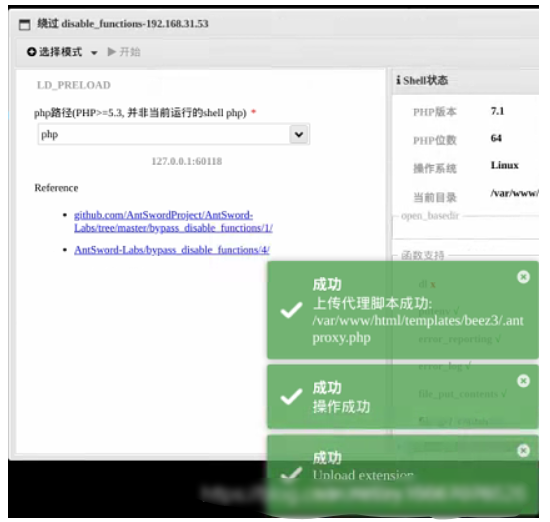 绕过 disable_functions-192.168.31.53
选择模式 开始
LD_PRELOAD
php路径(PHP>=5.3, 并非当前运行的shell php) *
php
127.0.0.1:60118
Reference
github.com/AntSwordProject/AntSword-
Labs/tree/master/bypass_disable_functions/1/
AntSword-Labs/bypass_disable_functions/4/
Shell状态
PHP版本 7.1
PHP位数 64
操作系统 Linux
当前目录 /var/www/
open_basedir
函数支持
dl x
成功
上传代理脚本成功:
/var/www/html/templates/beez3/.ant
proxy.php
error_reporting √
error_log √
成功
操作成功
file_put_contents √
成功
Upload extension